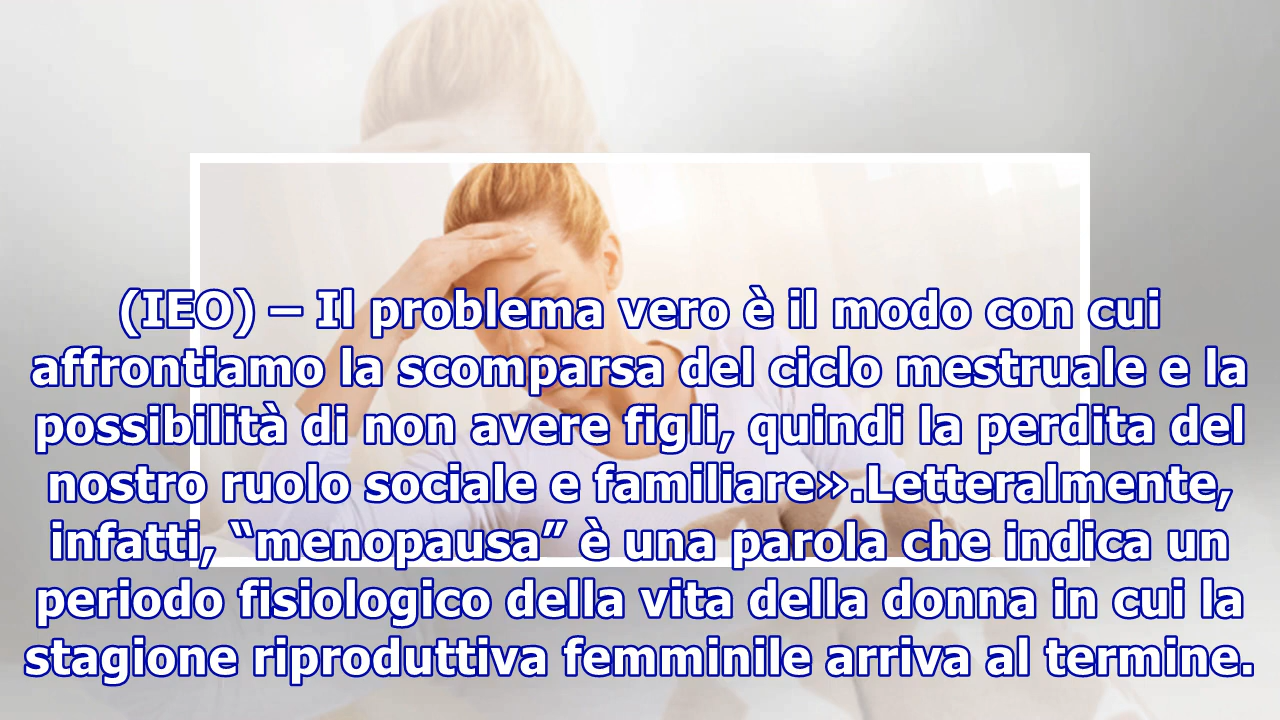 (IEO) – Il problema vero è il modo con cui
affrontiamo la scomparsa del ciclo mestruale e la
possibilità di non avere figli, quindi la perdita del
nostro ruolo sociale e familiare».Letteralmente,
infatti, “menopausa” è una parola che indica un
periodo fisiologico della vita della donna in cui la
stagione riproduttiva femminile arriva al termine.